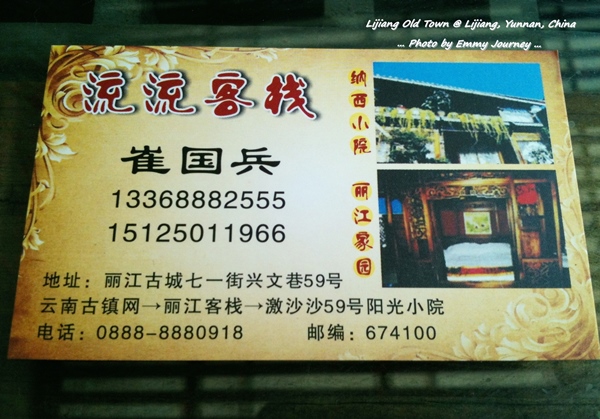 Lijiang Old Town @ Lijiang, Yunnan, China
... Photo by Emmy Journey ...
流流客栈
纳西小院 丽江家园
崔国兵
13368882555
15125011966
地址：丽江古城七一街兴文巷59号
云南古镇网→丽江客栈→激沙沙59号阳光小院
电话：0888-8880918 邮编：674100